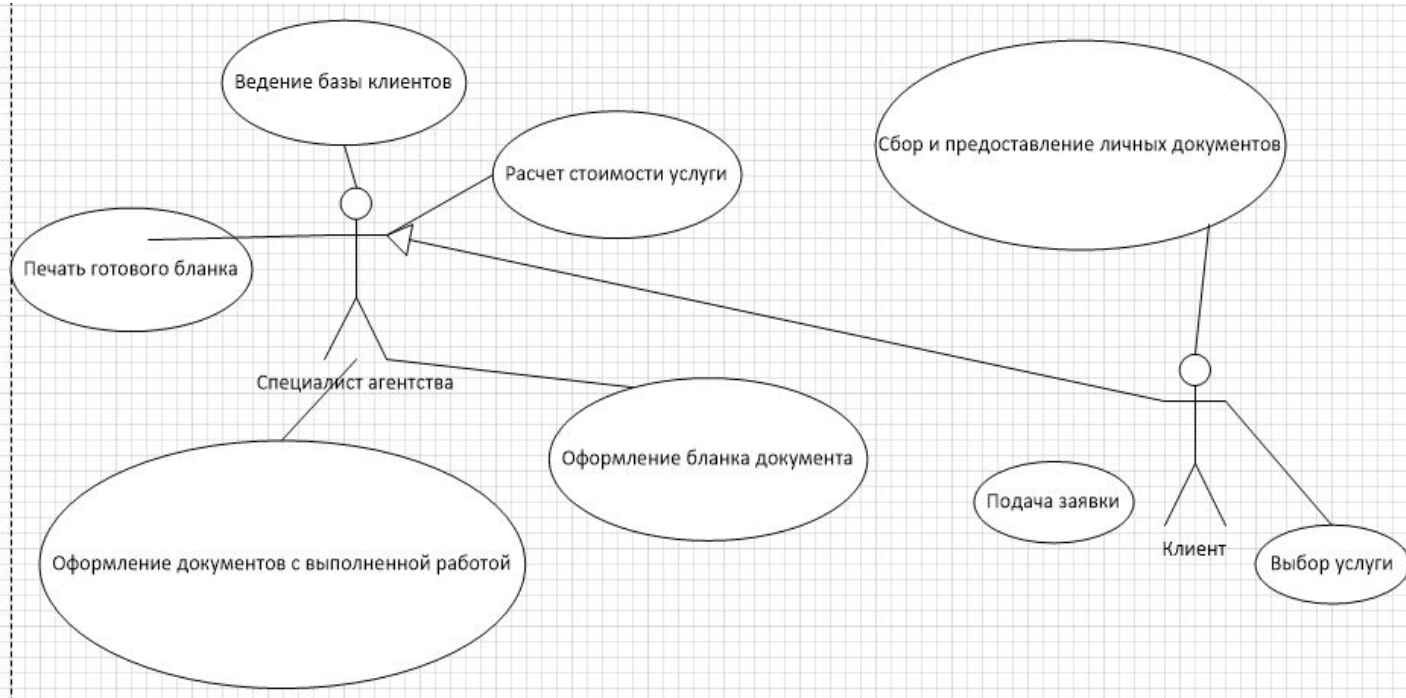 Ведение базы клиентов
Сбор и предоставление личных документов
Расчет стоимости услуги
Печать готового бланка
Специалист агентства
Оформление бланка документа
Подача заявки
Клиент
Оформление документов с выполненной работой
Выбор услуги